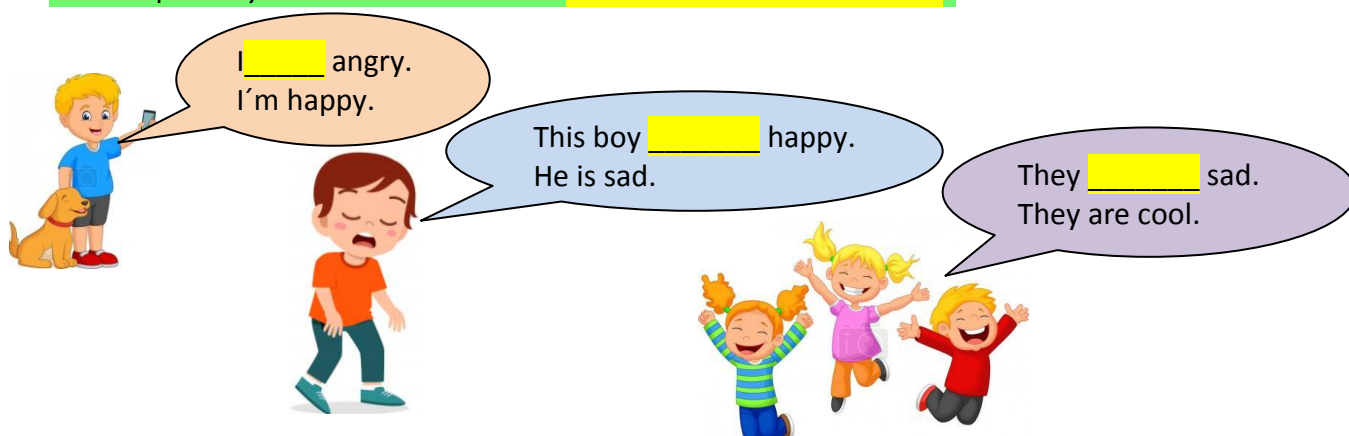 I_____ angry.
I´m happy.
This boy _______ happy.
He is sad.
They _______ sad.
They are cool.